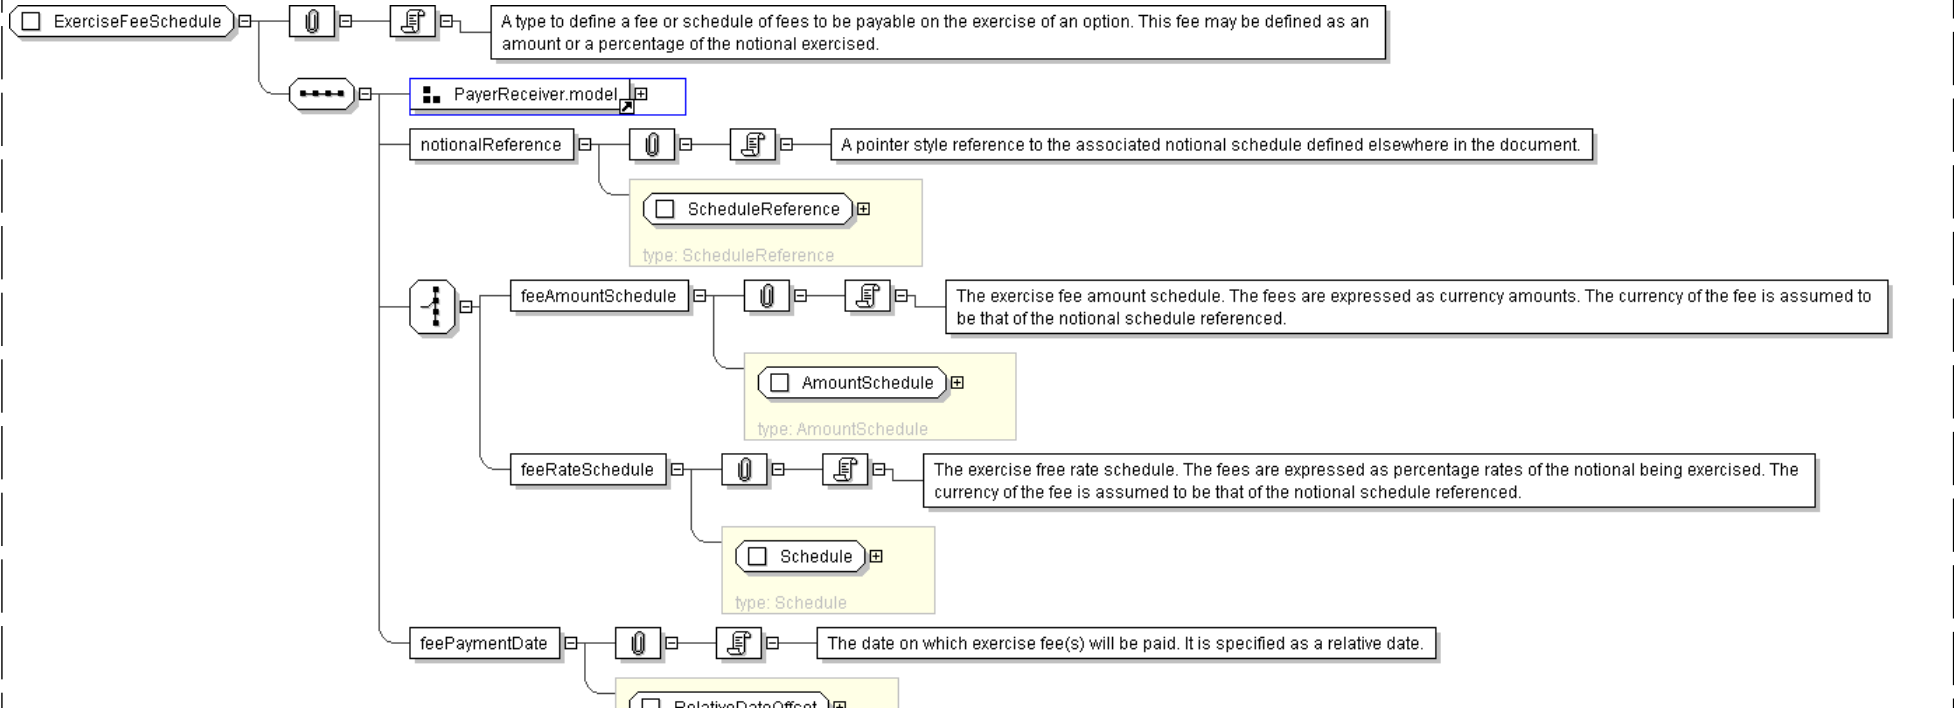 ExerciseFeeSchedule
A type to define a fee or schedule of fees to be payable on the exercise of an option. This fee may be defined as an
amount or a percentage of the notional exercised.
PayerReceiver.model
notionalReference
A pointer style reference to the associated notional schedule defined elsewhere in the document.
ScheduleReference
type: ScheduleReference
feeAmountSchedule
The exercise fee amount schedule. The fees are expressed as currency amounts. The currency of the fee is assumed to
be that of the notional schedule referenced.
AmountSchedule
type: AmountSchedule
feeRateSchedule
The exercise free rate schedule. The fees are expressed as percentage rates of the notional being exercised. The
currency of the fee is assumed to be that of the notional schedule referenced.
Schedule
type: Schedule
feePaymentDate
The date on which exercise fee(s) will be paid. It is specified as a relative date.
RelativeDateOffset